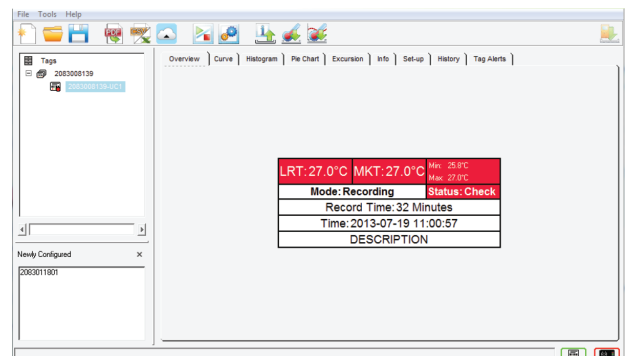 File Tools Help
PDF
Tags
2083008139
2083008139-UC1
Newly Configured
2083011801
Overview Curve Histogram Pie Chart Excursion Info Set-up History Tag Alerts
LRT: 27.0°C MKT: 27.0°C Min: 25.8°C
Max: 27.0°C
Mode: Recording Status: Check
Record Time: 32 Minutes
Time: 2013-07-19 11:00:57
DESCRIPTION